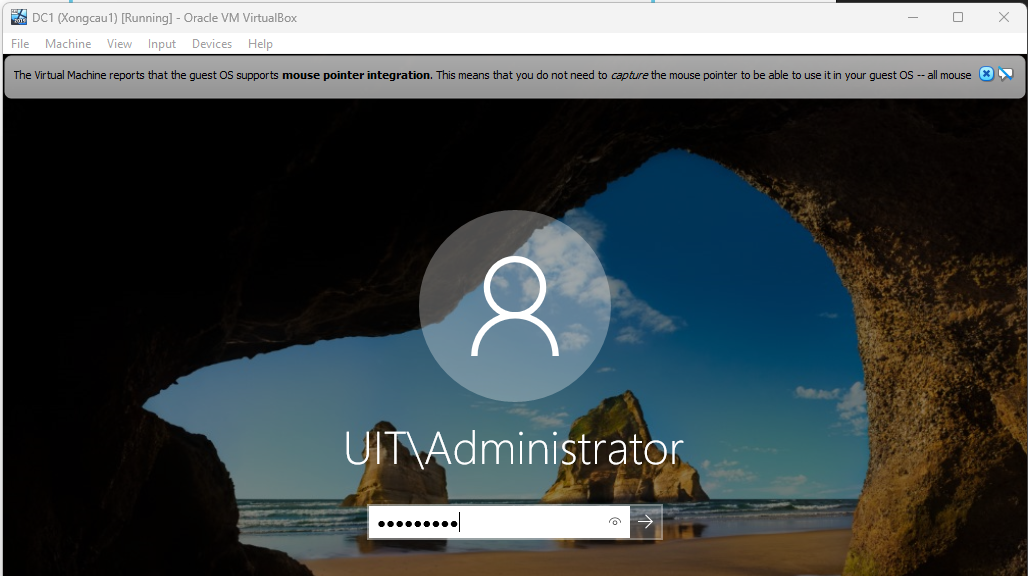 DC1 (Xongcau1) [Running] - Oracle VM VirtualBox
File Machine View Input Devices Help
The Virtual Machine reports that the guest OS supports mouse pointer integration. This means that you do not need to capture the mouse pointer to be able to use it in your guest OS -- all mouse
UIT\Administrator